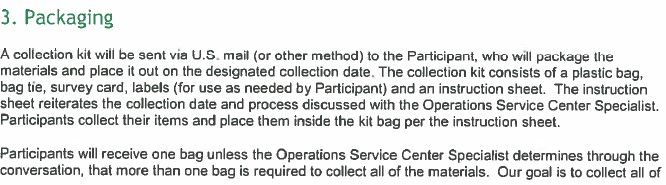 3. Packaging
A collection kit will be sent via U.S. mail (or other method) to the Participant, who will package the
materials and place it out on the designated collection date. The collection kit consists of a plastic bag,
bag tie, survey card, labels (for use as needed by Participant) and an instruction sheet. The instruction
sheet reiterates the collection date and process discussed with the Operations Service Center Specialist.
Participants collect their items and place them inside the kit bag per the instruction sheet.
Participants will receive one bag unless the Operations Service Center Specialist determines through the
conversation, that more than one bag is required to collect all of the materials. Our goal is to collect all of